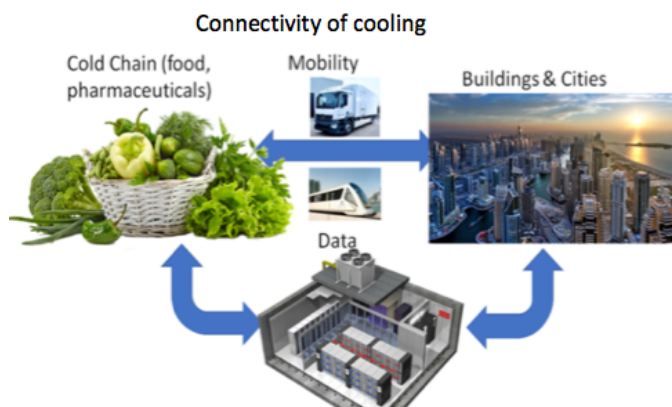 Connectivity of cooling
Cold Chain (food,
pharmaceuticals)
Mobility
Buildings & Cities
Data